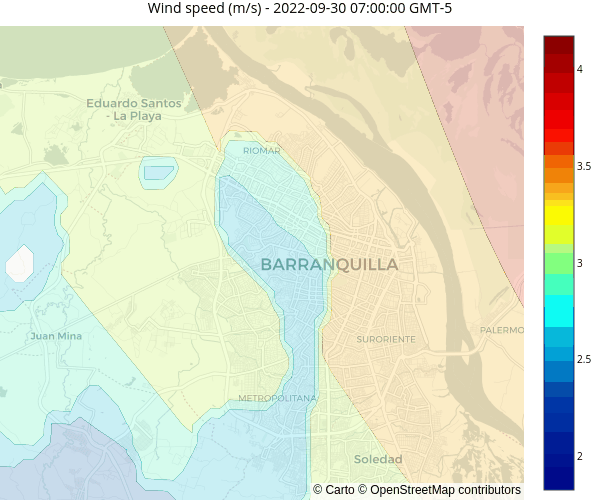 Wind speed (m/s) - 2022-09-30 07:00:00 GMT-5
4
Eduardo Santos
- La Playa
RIOMAR
3.5
BARRANQUILLA
3
Juan Mina
SURORIENTE
PALERMO
2.5
METROPOLITANA
Soledad
2
© Carto © OpenStreetMap contributors